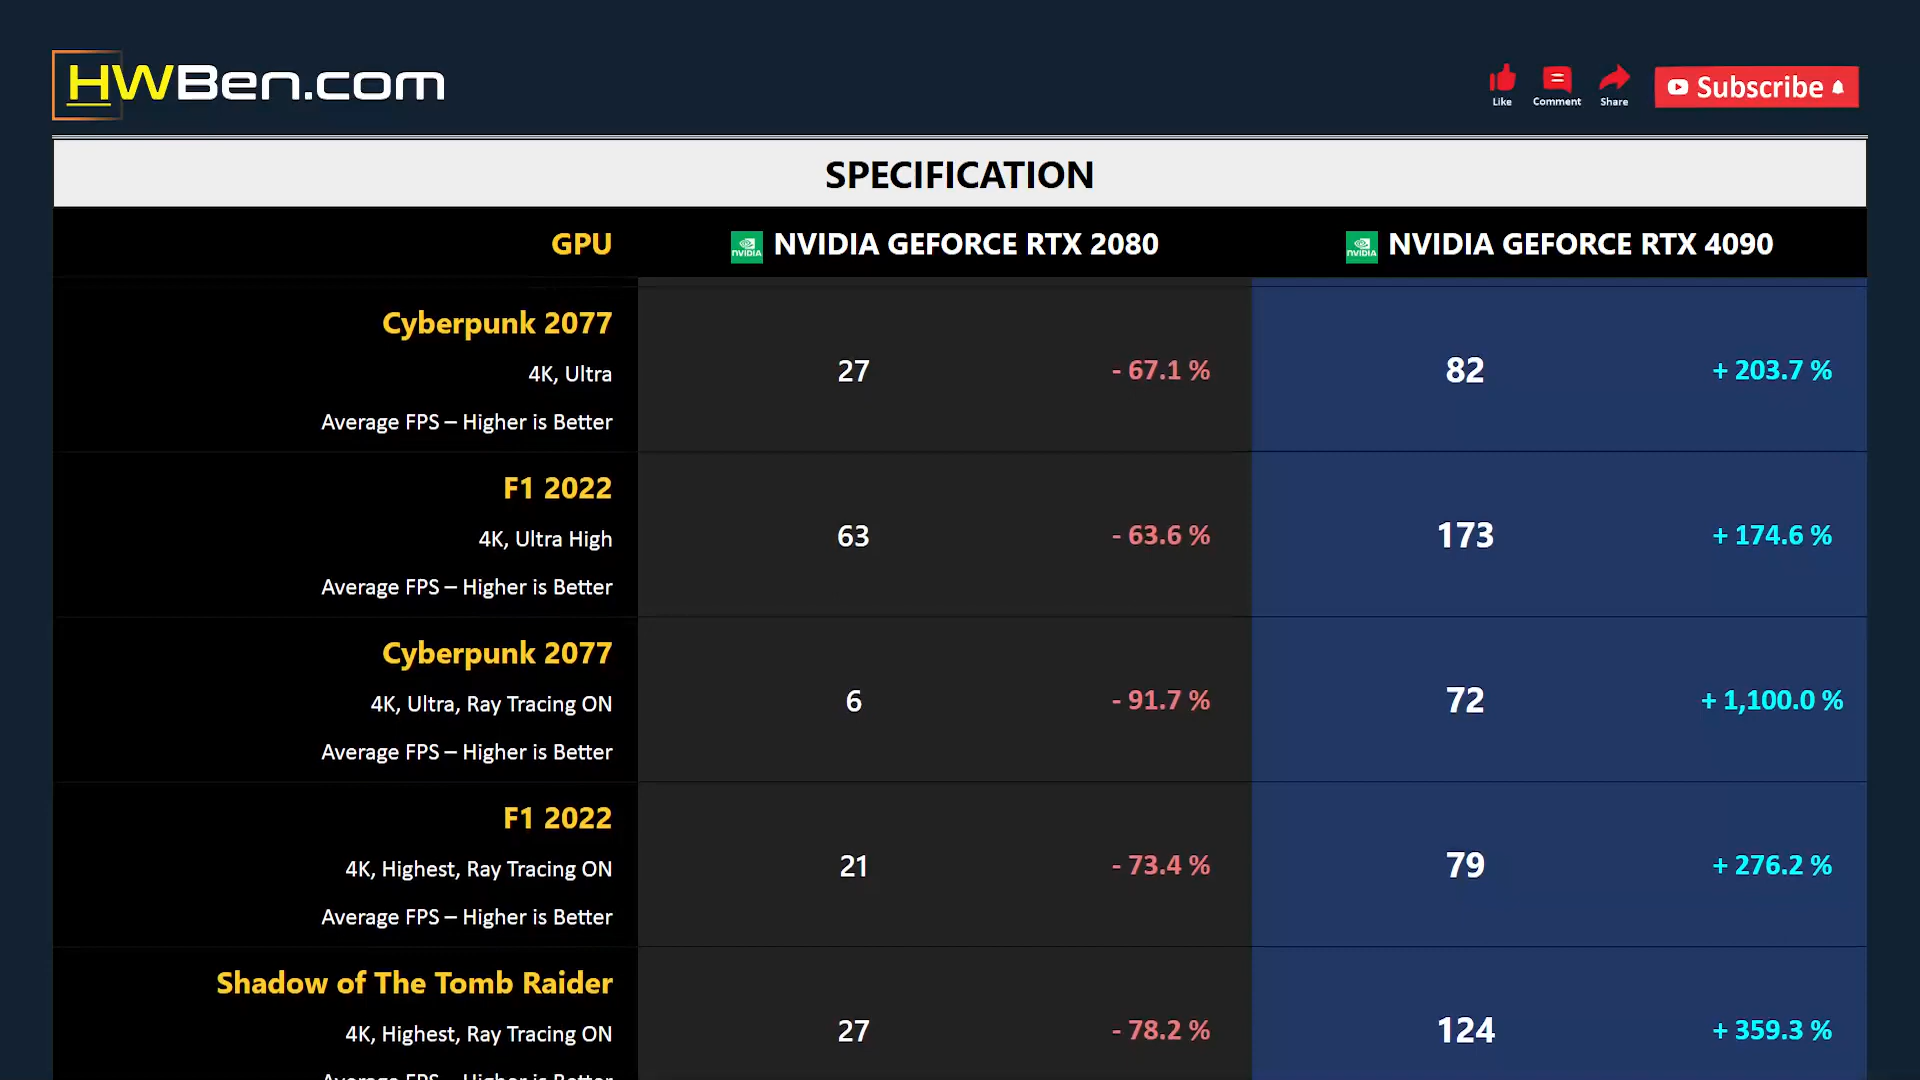 HWBen.com
Like
Comment
Share
Subscribe
SPECIFICATION
GPU
NVIDIA GEFORCE RTX 2080
NVIDIA GEFORCE RTX 4090
Cyberpunk 2077
4K, Ultra
Average FPS – Higher is Better
27
- 67.1 %
82
+ 203.7 %
F1 2022
4K, Ultra High
Average FPS – Higher is Better
63
- 63.6 %
173
+ 174.6 %
Cyberpunk 2077
4K, Ultra, Ray Tracing ON
Average FPS – Higher is Better
6
- 91.7 %
72
+ 1,100.0 %
F1 2022
4K, Highest, Ray Tracing ON
Average FPS – Higher is Better
21
- 73.4 %
79
+ 276.2 %
Shadow of The Tomb Raider
4K, Highest, Ray Tracing ON
Average FPS – Higher is Better
27
- 78.2 %
124
+ 359.3 %